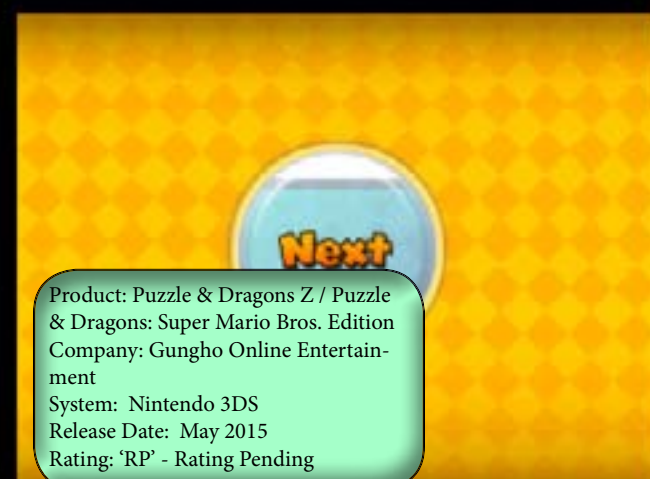 Next
Product: Puzzle & Dragons Z / Puzzle
& Dragons: Super Mario Bros. Edition
Company: Gungho Online Entertain-
ment
System:  Nintendo 3DS
Release Date:  May 2015
Rating: ‘RP’ - Rating Pending